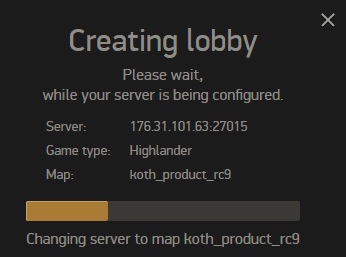 Creating lobby
Please wait,
while your server is being configured.
Server: 176.31.101.63:27015
Game type: Highlander
Map: koth_product_rc9
Changing server to map koth_product_rc9